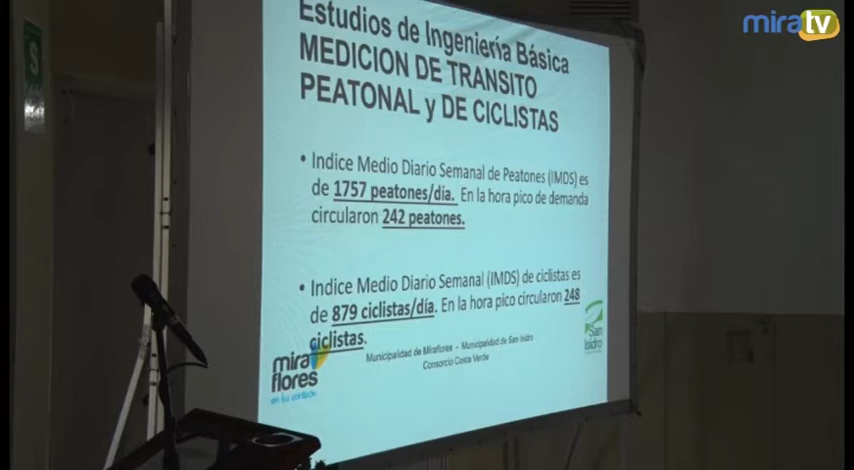 miratv
S
Estudios de Ingeniería Básica
MEDICION DE TRANSITO
PEATONAL y DE CICLISTAS
• Indice Medio Diario Semanal de Peatones (IMDS) es
de 1757 peatones/día. En la hora pico de demanda
circularon 242 peatones.
• Indice Medio Diario Semanal (IMDS) de ciclistas es
de 879 ciclistas/día. En la hora pico circularon 248
ciclistas.
Municipalidad de Miraflores – Municipalidad de San Isidro
Consorcio Costa Verde
mira
flores
en tu corazón
San
Isidro